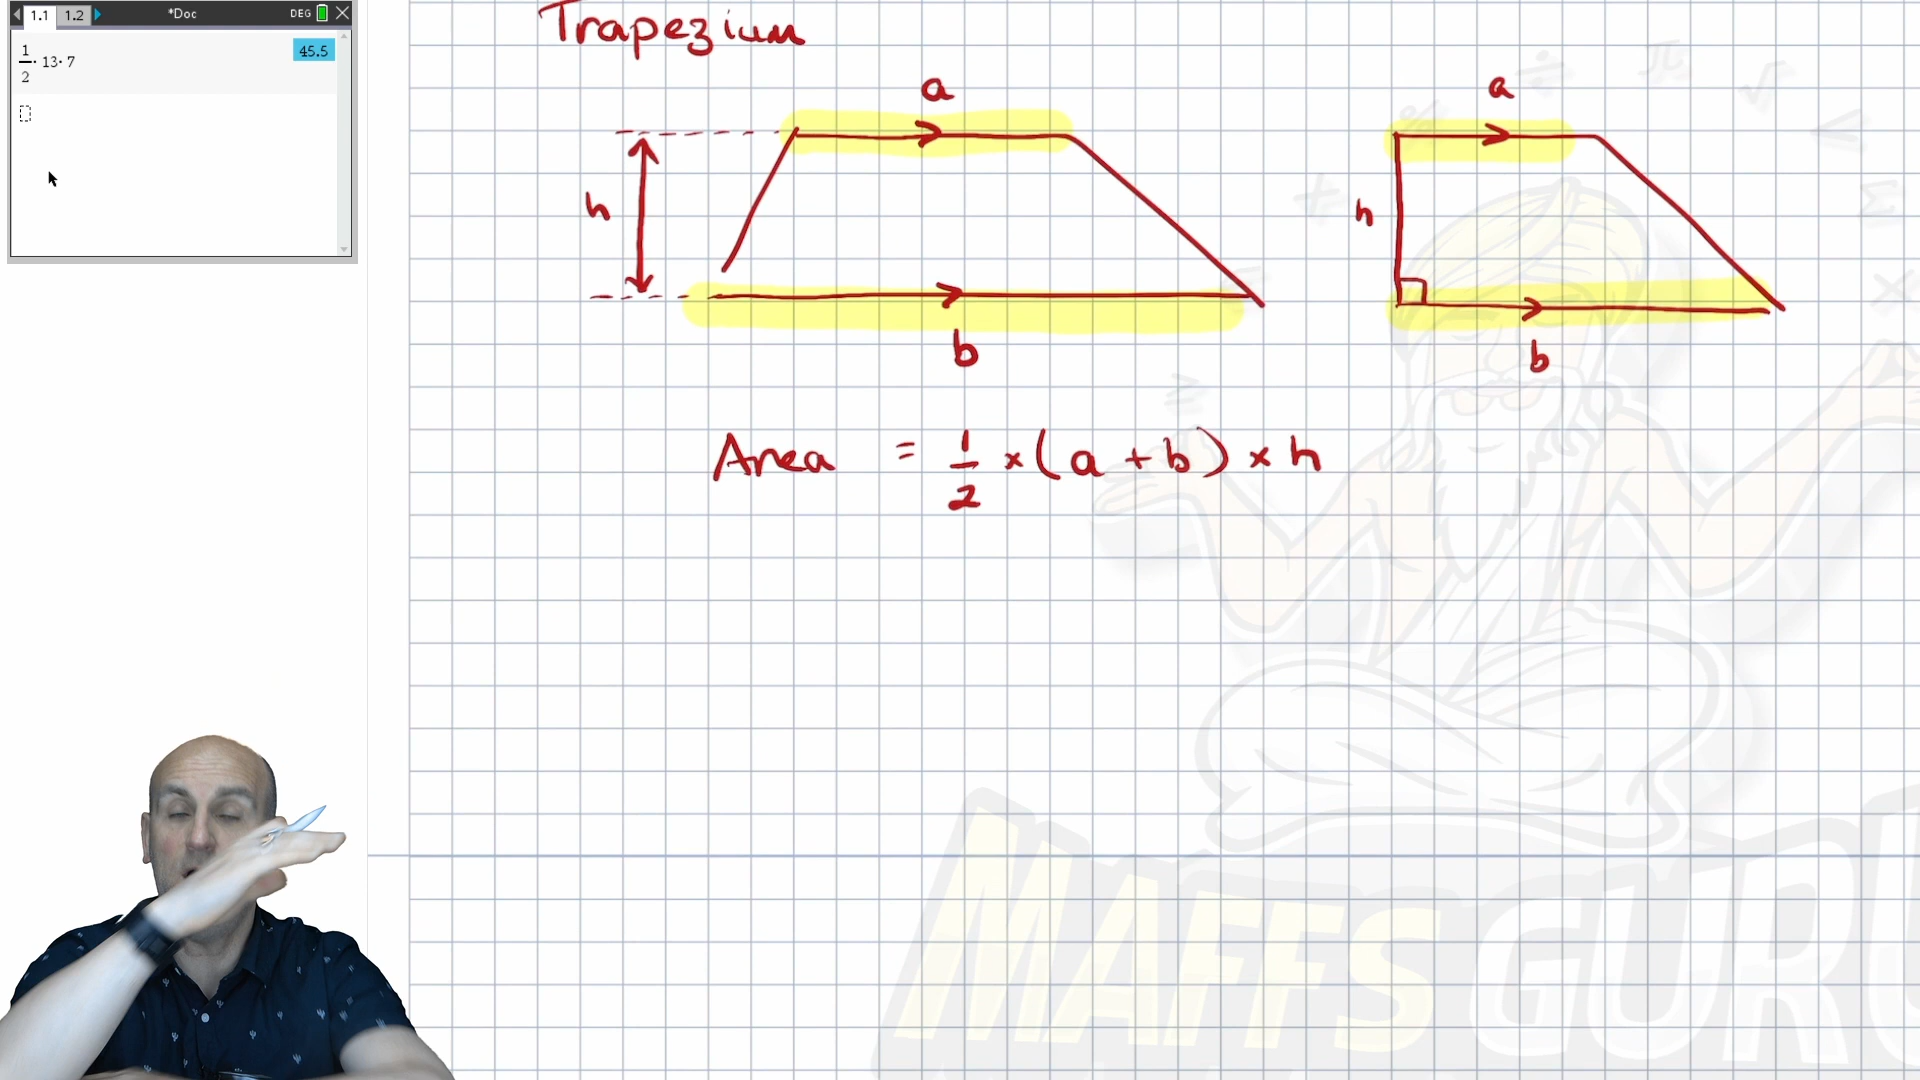 1.1 1.2 *Doc DEG
1/2 · 13 · 7 45.5
Trapezium
a a
h h
b b
Area = 1/2 × (a + b) × h
MAFFS GURU